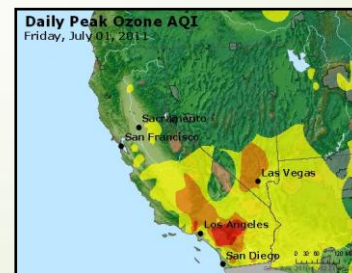 Daily Peak Ozone AQI
Friday, July 01, 2011
Sacramento
San Francisco
Las Vegas
Los Angeles
San Diego